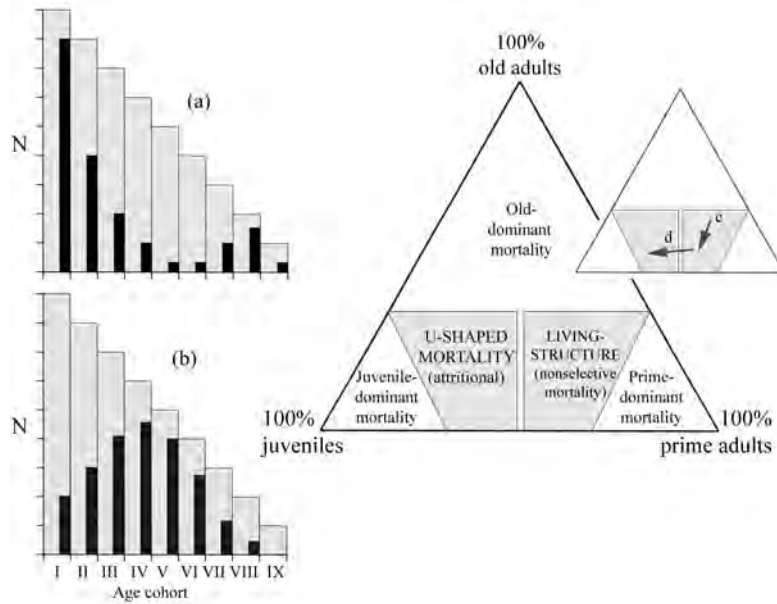 (a)
N
(b)
N
I II III IV V VI VII VIII IX
Age cohort
100%
old adults
Old-
dominant
mortality
U-SHAPED
MORTALITY
(attritional)
LIVING-
STRUCTURE
(nonselective
mortality)
Juvenile-
dominant
mortality
Prime-
dominant
mortality
100%
juveniles
100%
prime adults
c
d